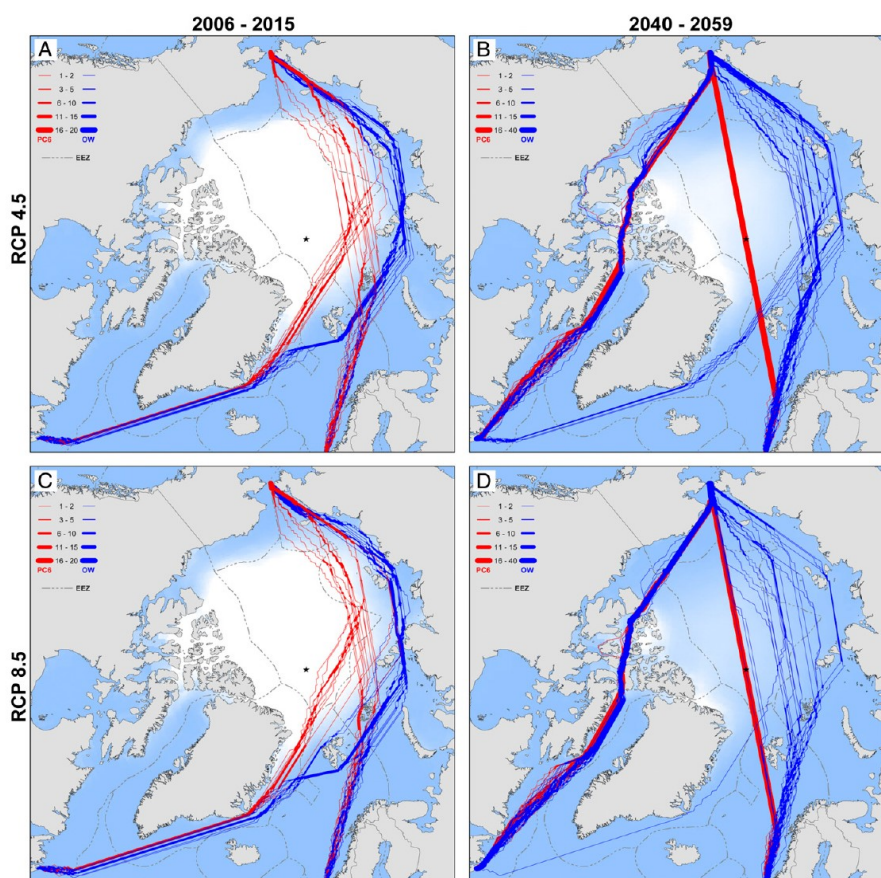 2006 - 2015
2040 - 2059
RCP 4.5
A
1 - 2
3 - 5
6 - 10
11 - 15
16 - 20
16 - 20
PC6 OW
EEZ
B
1 - 2
3 - 5
6 - 10
11 - 15
16 - 40
PC6 OW
EEZ
RCP 8.5
C
1 - 2
3 - 5
6 - 10
11 - 15
16 - 20
PC6 OW
EEZ
D
1 - 2
3 - 5
6 - 10
11 - 15
16 - 40
PC6 OW
EEZ